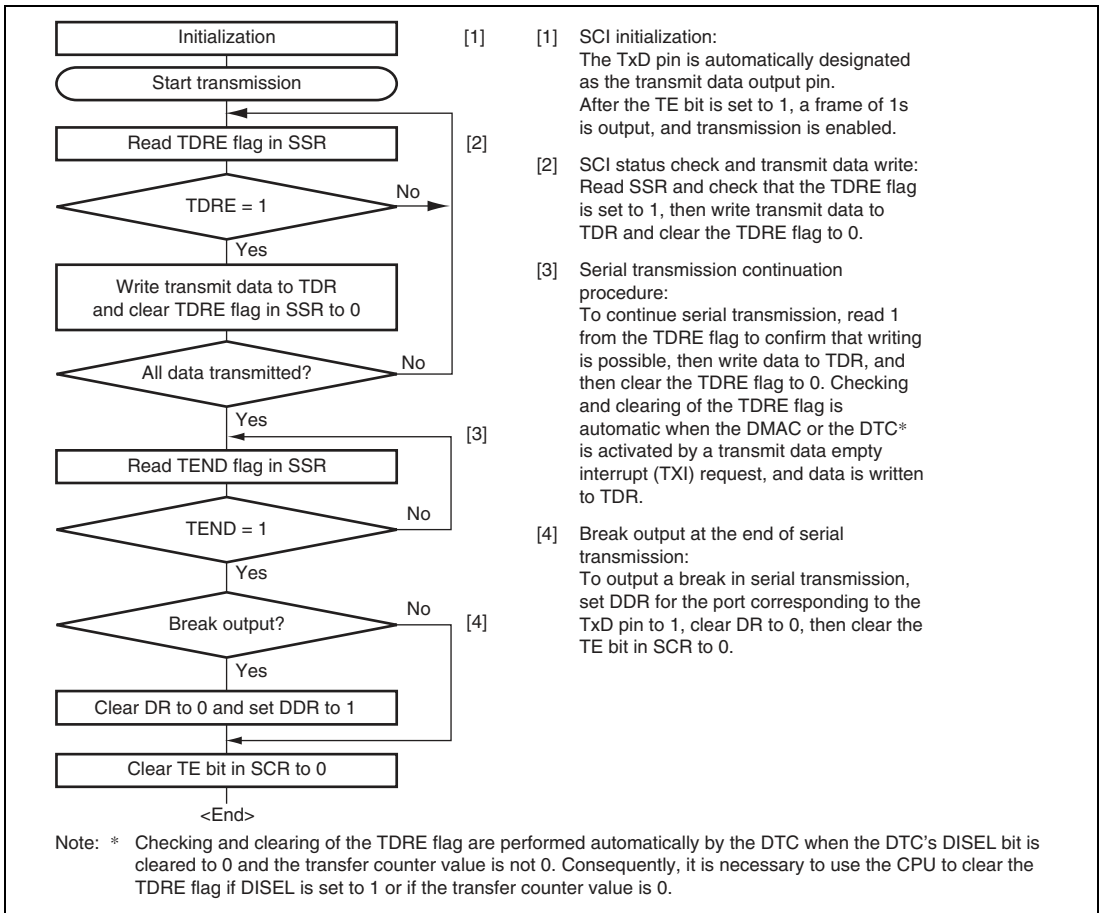 Initialization
[1]
Start transmission
Read TDRE flag in SSR
[2]
TDRE = 1
No
Yes
Write transmit data to TDR
and clear TDRE flag in SSR to 0
All data transmitted?
No
Yes
[3]
Read TEND flag in SSR
TEND = 1
No
Yes
Break output?
No
[4]
Yes
Clear DR to 0 and set DDR to 1
Clear TE bit in SCR to 0
<End>
[1] SCI initialization:
The TxD pin is automatically designated
as the transmit data output pin.
After the TE bit is set to 1, a frame of 1s
is output, and transmission is enabled.
[2] SCI status check and transmit data write:
Read SSR and check that the TDRE flag
is set to 1, then write transmit data to
TDR and clear the TDRE flag to 0.
[3] Serial transmission continuation
procedure:
To continue serial transmission, read 1
from the TDRE flag to confirm that writing
is possible, then write data to TDR, and
then clear the TDRE flag to 0. Checking
and clearing of the TDRE flag is
automatic when the DMAC or the DTC*
is activated by a transmit data empty
interrupt (TXI) request, and data is written
to TDR.
[4] Break output at the end of serial
transmission:
To output a break in serial transmission,
set DDR for the port corresponding to the
TxD pin to 1, clear DR to 0, then clear the
TE bit in SCR to 0.
Note: * Checking and clearing of the TDRE flag are performed automatically by the DTC when the DTC's DISEL bit is
cleared to 0 and the transfer counter value is not 0. Consequently, it is necessary to use the CPU to clear the
TDRE flag if DISEL is set to 1 or if the transfer counter value is 0.